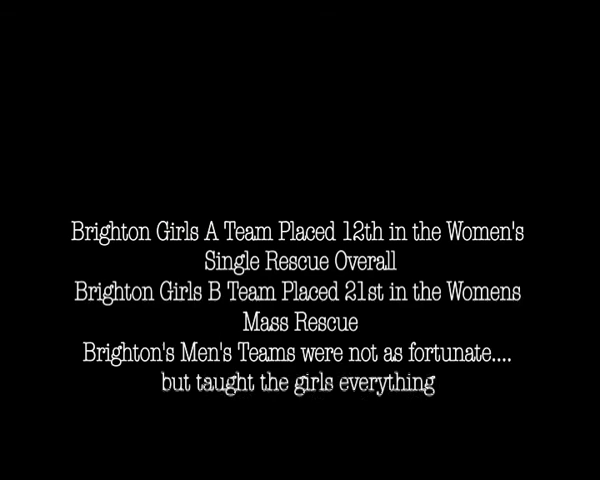 Brighton Girls A Team Placed 12th in the Women's
Single Rescue Overall
Brighton Girls B Team Placed 21st in the Womens
Mass Rescue
Brighton's Men's Teams were not as fortunate....
but taught the girls everything